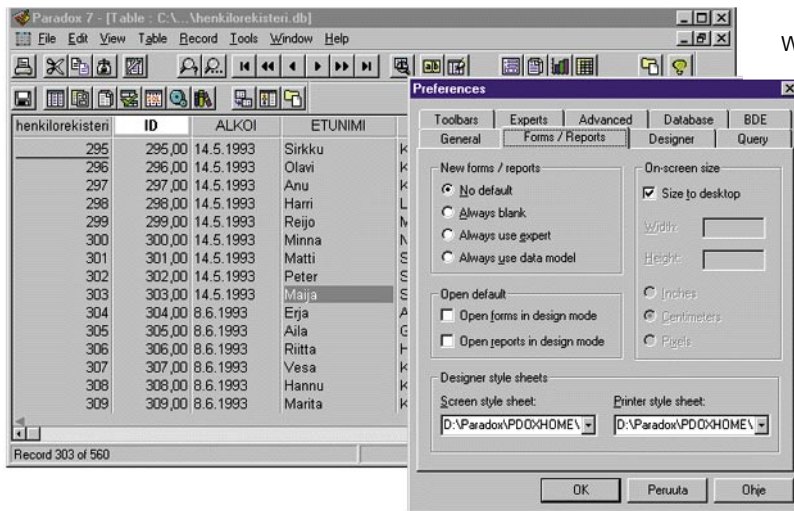 Paradox 7 - [Table : C:\...\henkilorekisteri.db]
File Edit View Table Record Tools Window Help
henkilorekisteri ID ALKOI ETUNIMI
295 295,00 14.5.1993 Sirkku K
296 296,00 14.5.1993 Olavi K
297 297,00 14.5.1993 Anu K
298 298,00 14.5.1993 Harri L
299 299,00 14.5.1993 Reijo M
300 300,00 14.5.1993 Minna N
301 301,00 14.5.1993 Matti S
302 302,00 14.5.1993 Peter S
303 303,00 14.5.1993 Maija S
304 304,00 8.6.1993 Erja A
305 305,00 8.6.1993 Aila G
306 306,00 8.6.1993 Riitta H
307 307,00 8.6.1993 Vesa K
308 308,00 8.6.1993 Hannu K
309 309,00 8.6.1993 Marita K
Record 303 of 560
W
Preferences
Toolbars Experts Advanced Database BDE
General Forms / Reports Designer Query
New forms / reports
No default
Always blank
Always use expert
Always use data model
On-screen size
Size to desktop
Width:
Height:
Inches
Centimeters
Pixels
Open default
Open forms in design mode
Open reports in design mode
Designer style sheets
Screen style sheet: Printer style sheet:
D:\Paradox\PDOXHOME\ D:\Paradox\PDOXHOME\
OK Peruuta Ohje